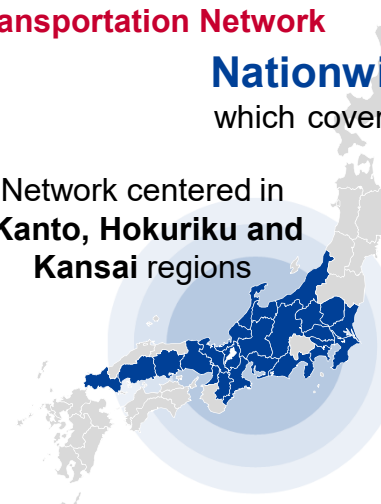 ansportation Network
Nationwi
which cover
Network centered in
Kanto, Hokuriku and
Kansai regions